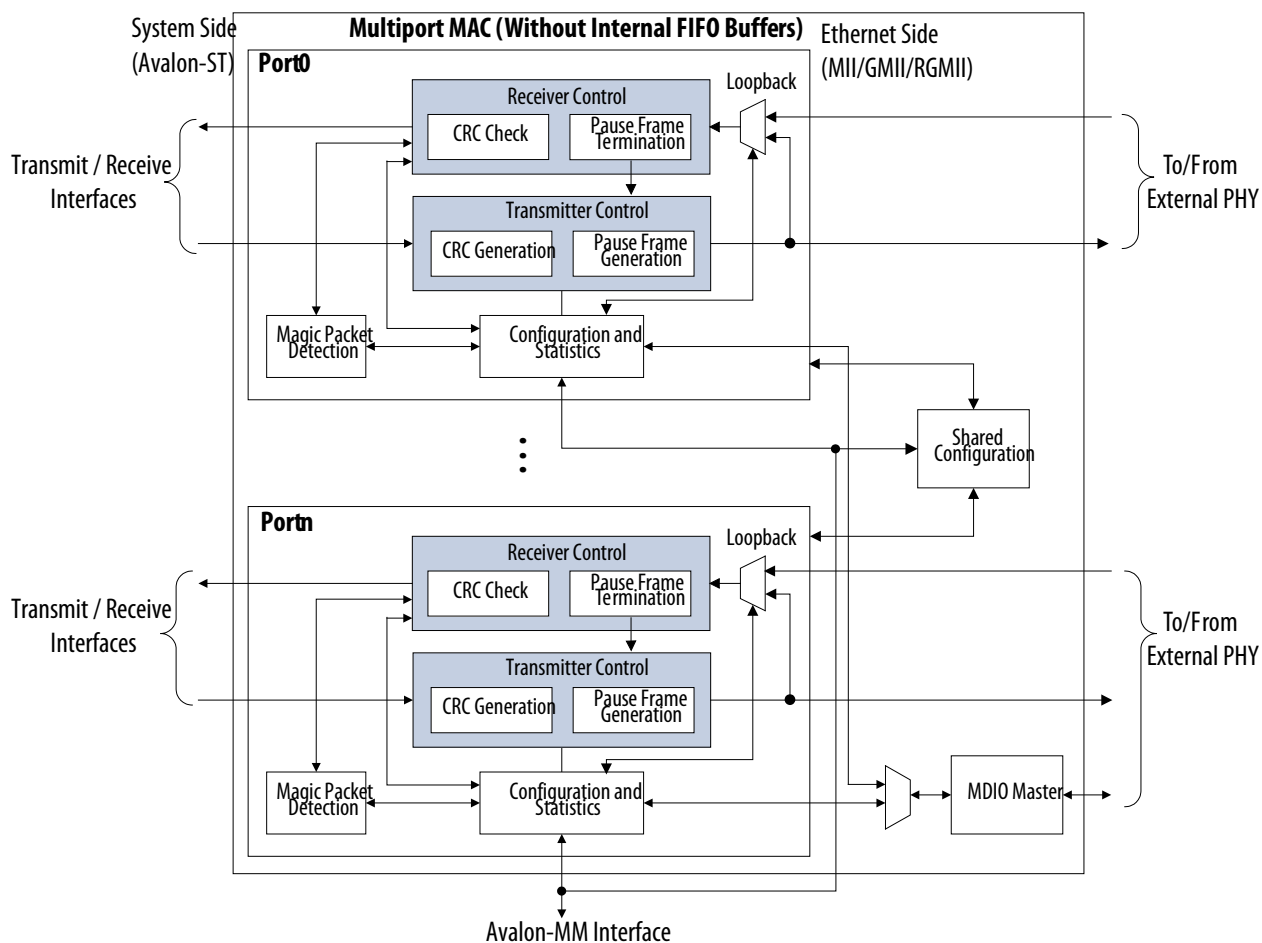 System Side
(Avalon-ST)
Multiport MAC (Without Internal FIFO Buffers)
Ethernet Side
(MII/GMII/RGMII)
Port0
Loopback
Receiver Control
CRC Check
Pause Frame
Termination
Transmit / Receive
Interfaces
To/From
External PHY
Transmitter Control
CRC Generation
Pause Frame
Generation
Magic Packet
Detection
Configuration and
Statistics
Shared
Configuration
Portn
Loopback
Receiver Control
CRC Check
Pause Frame
Termination
Transmit / Receive
Interfaces
To/From
External PHY
Transmitter Control
CRC Generation
Pause Frame
Generation
Magic Packet
Detection
Configuration and
Statistics
MDIO Master
Avalon-MM Interface